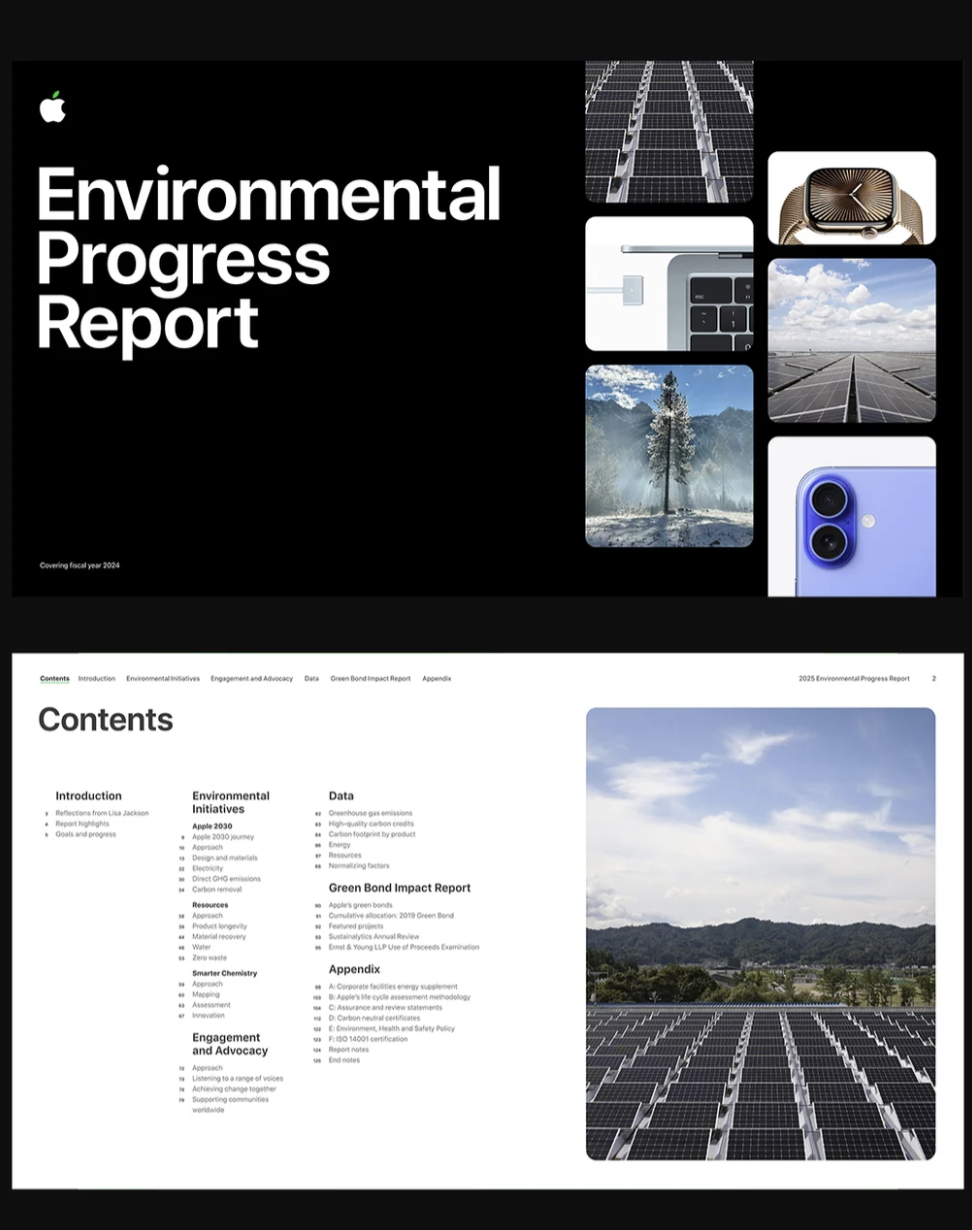 Environmental
Progress
Report
Covering fiscal year 2024
esc
Contents Introduction Environmental Initiatives Engagement and Advocacy Data Green Bond Impact Report Appendix
2025 Environmental Progress Report 2
Contents
Introduction
Reflections from Lisa Jackson
Report highlights
Goals and progress
Environmental
Initiatives
Apple 2030
Apple 2030 journey
Approach
Design and materials
Electricity
Direct GHG emissions
Carbon removal
Resources
Approach
Product longevity
Material recovery
Water
Zero waste
Smarter Chemistry
Approach
Mapping
Assessment
Innovation
Engagement
and Advocacy
Approach
Listening to a range of voices
Achieving change together
Supporting communities
worldwide
Data
Greenhouse gas emissions
High-quality carbon credits
Carbon footprint by product
Energy
Resources
Normalizing factors
Green Bond Impact Report
Apple's green bonds
Cumulative allocation: 2019 Green Bond
Featured projects
Sustainalytics Annual Review
Ernst & Young LLP Use of Proceeds Examination
Appendix
A: Corporate facilities energy supplement
B: Apple's life cycle assessment methodology
C: Assurance and review statements
D: Carbon neutral certificates
E: Environment, Health and Safety Policy
F: ISO 14001 certification
Report notes
End notes